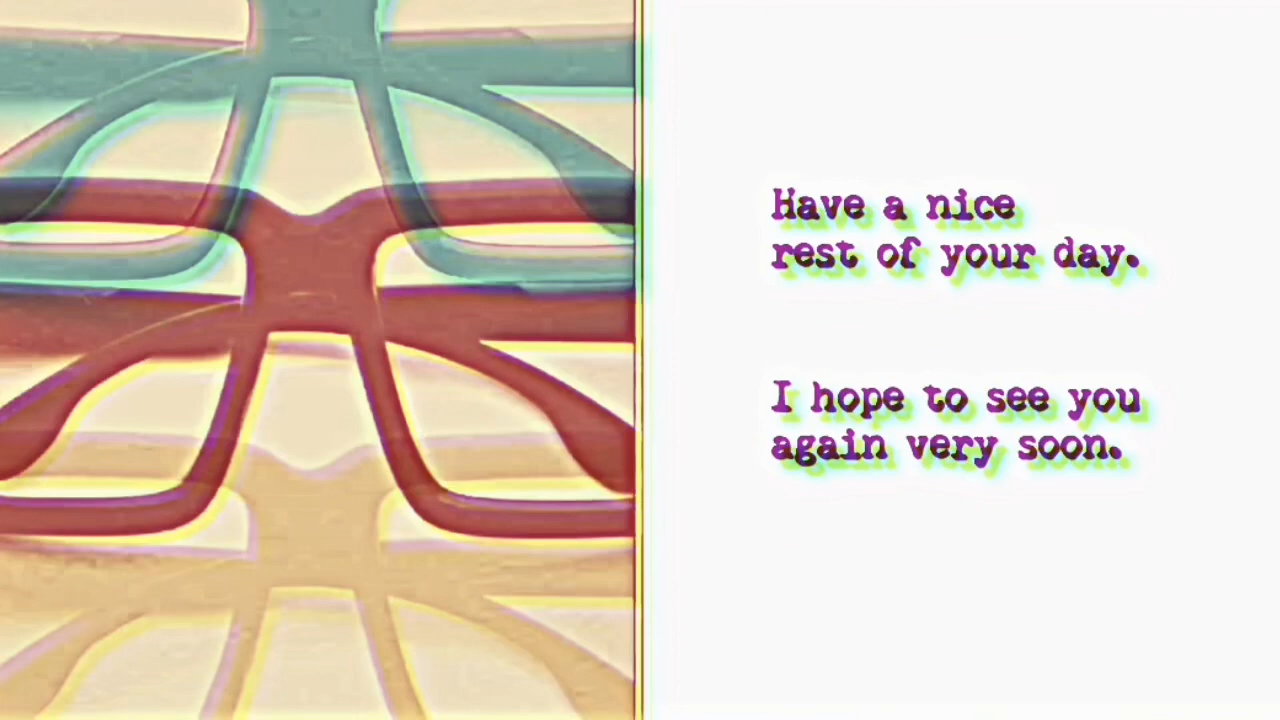 Have a nice
rest of your day.
I hope to see you
again very soon.